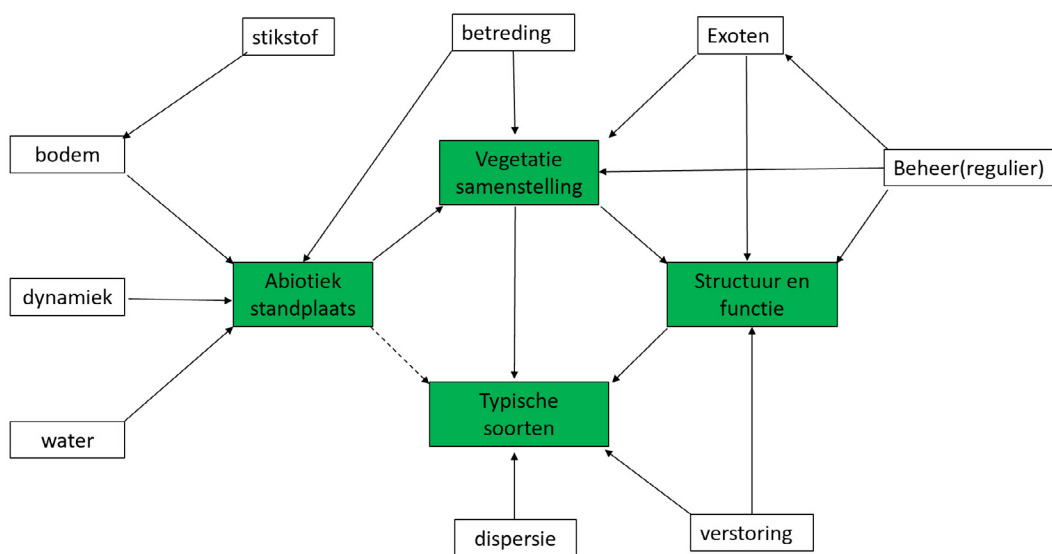 stikstof
betreding
Exoten
bodem
Vegetatie
samenstelling
Beheer(regulier)
dynamiek
Abiotiek
standplaats
Structuur en
functie
water
Typische
soorten
dispersie
verstoring